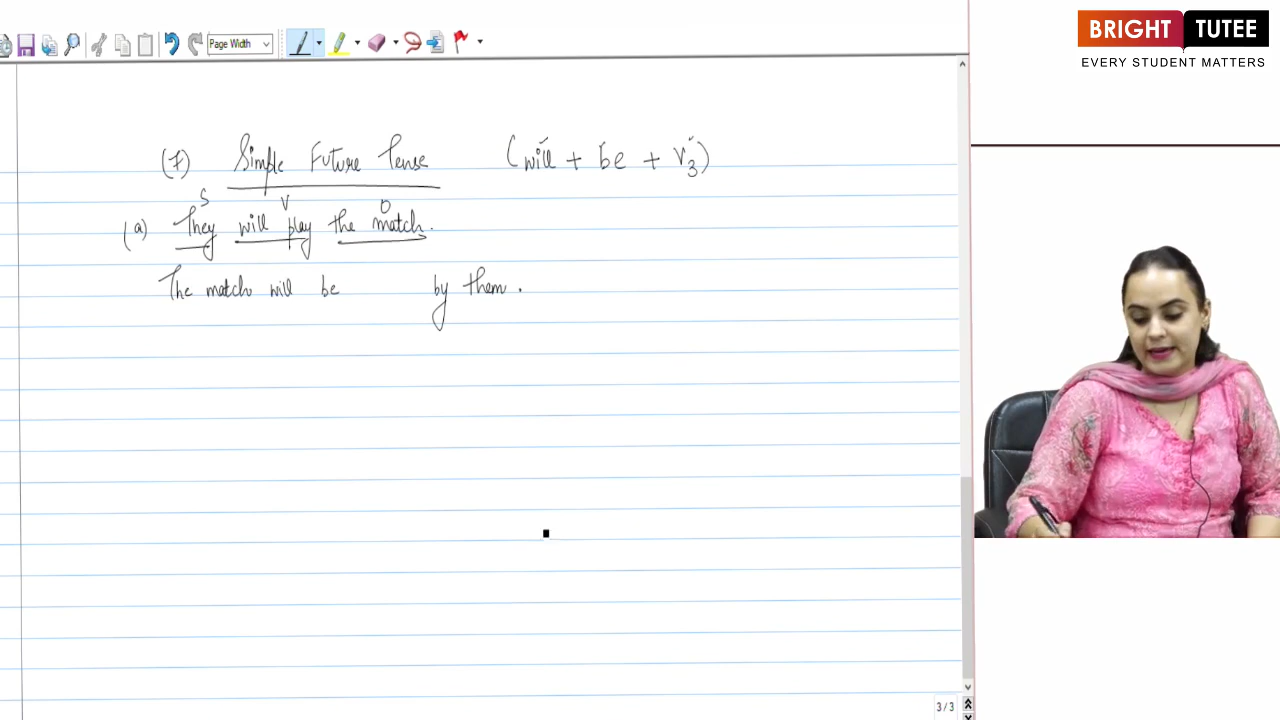 Page Width
BRIGHT TUTEE
EVERY STUDENT MATTERS
(7) Simple Future Tense (will + be + V3)
S V O
(a) They will play the match.
The match will be by them.
3/3